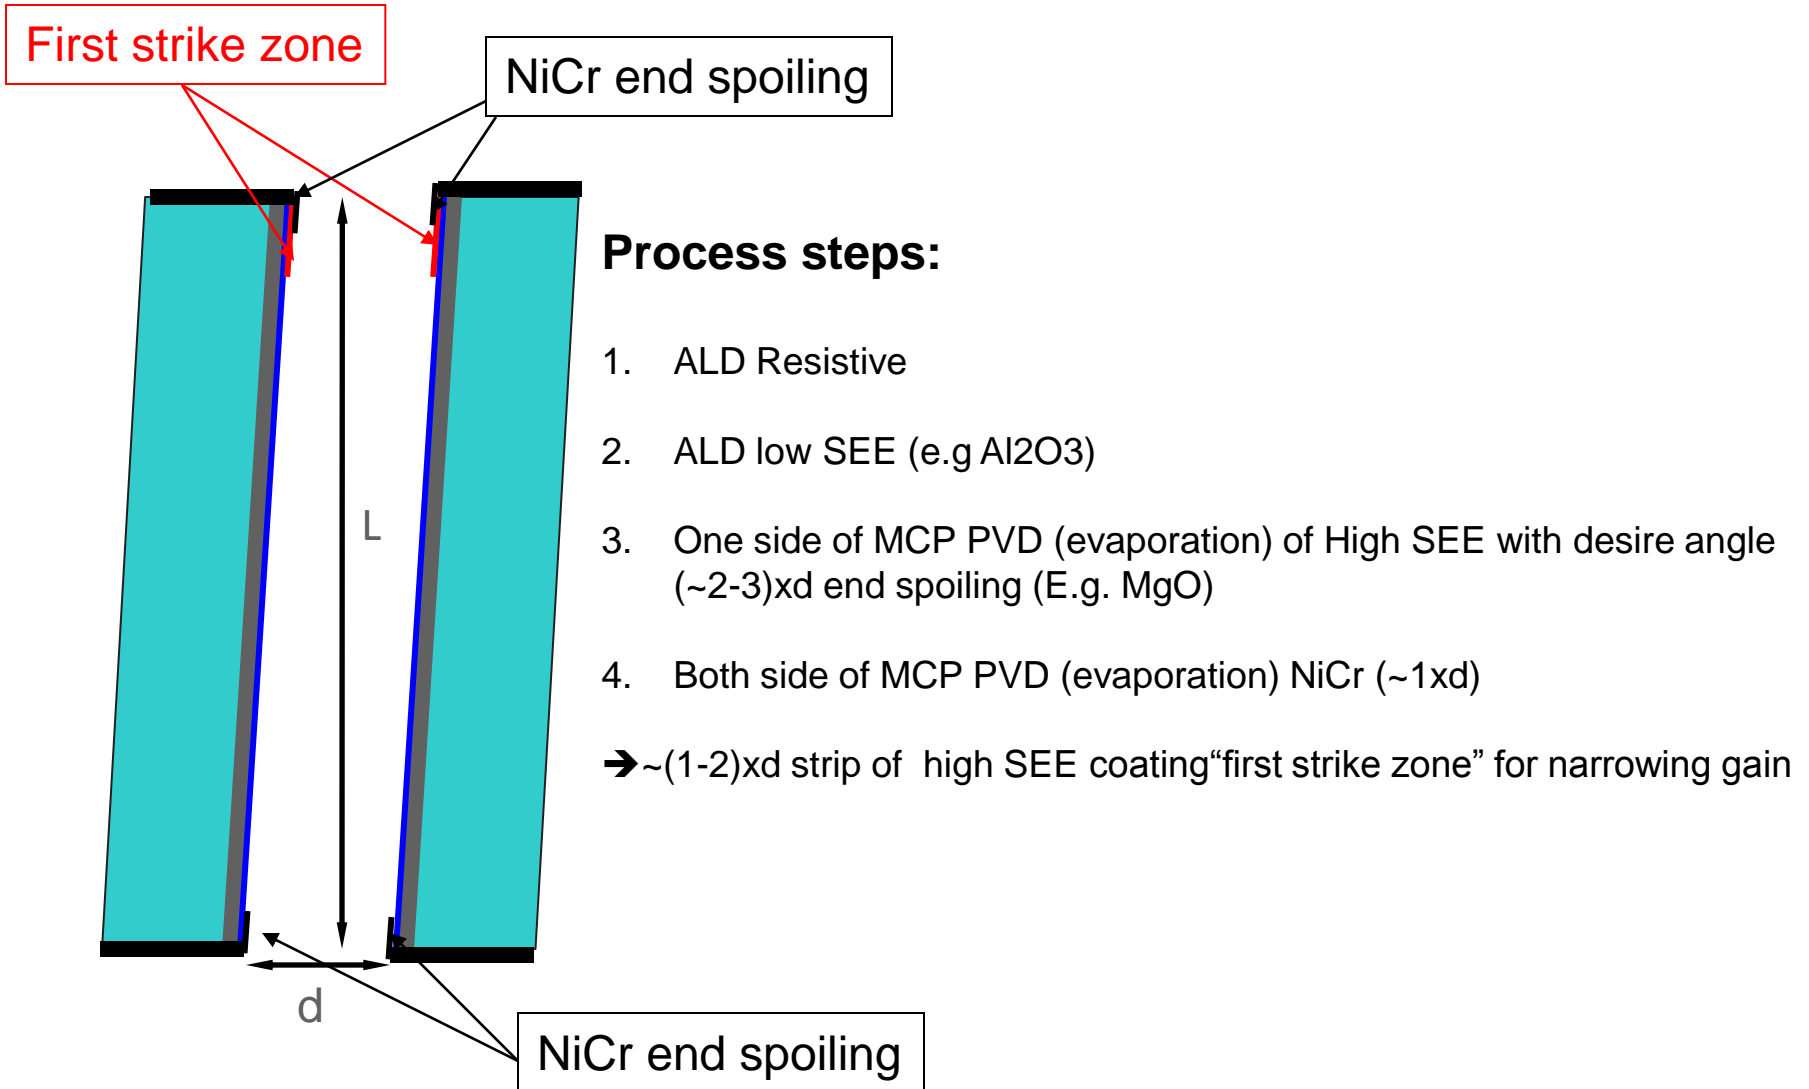 First strike zone
NiCr end spoiling
Process steps:
1. ALD Resistive
2. ALD low SEE (e.g Al2O3)
3. One side of MCP PVD (evaporation) of High SEE with desire angle
(~2-3)xd end spoiling (E.g. MgO)
4. Both side of MCP PVD (evaporation) NiCr (~1xd)
➔~(1-2)xd strip of high SEE coating“first strike zone” for narrowing gain
L
d
NiCr end spoiling